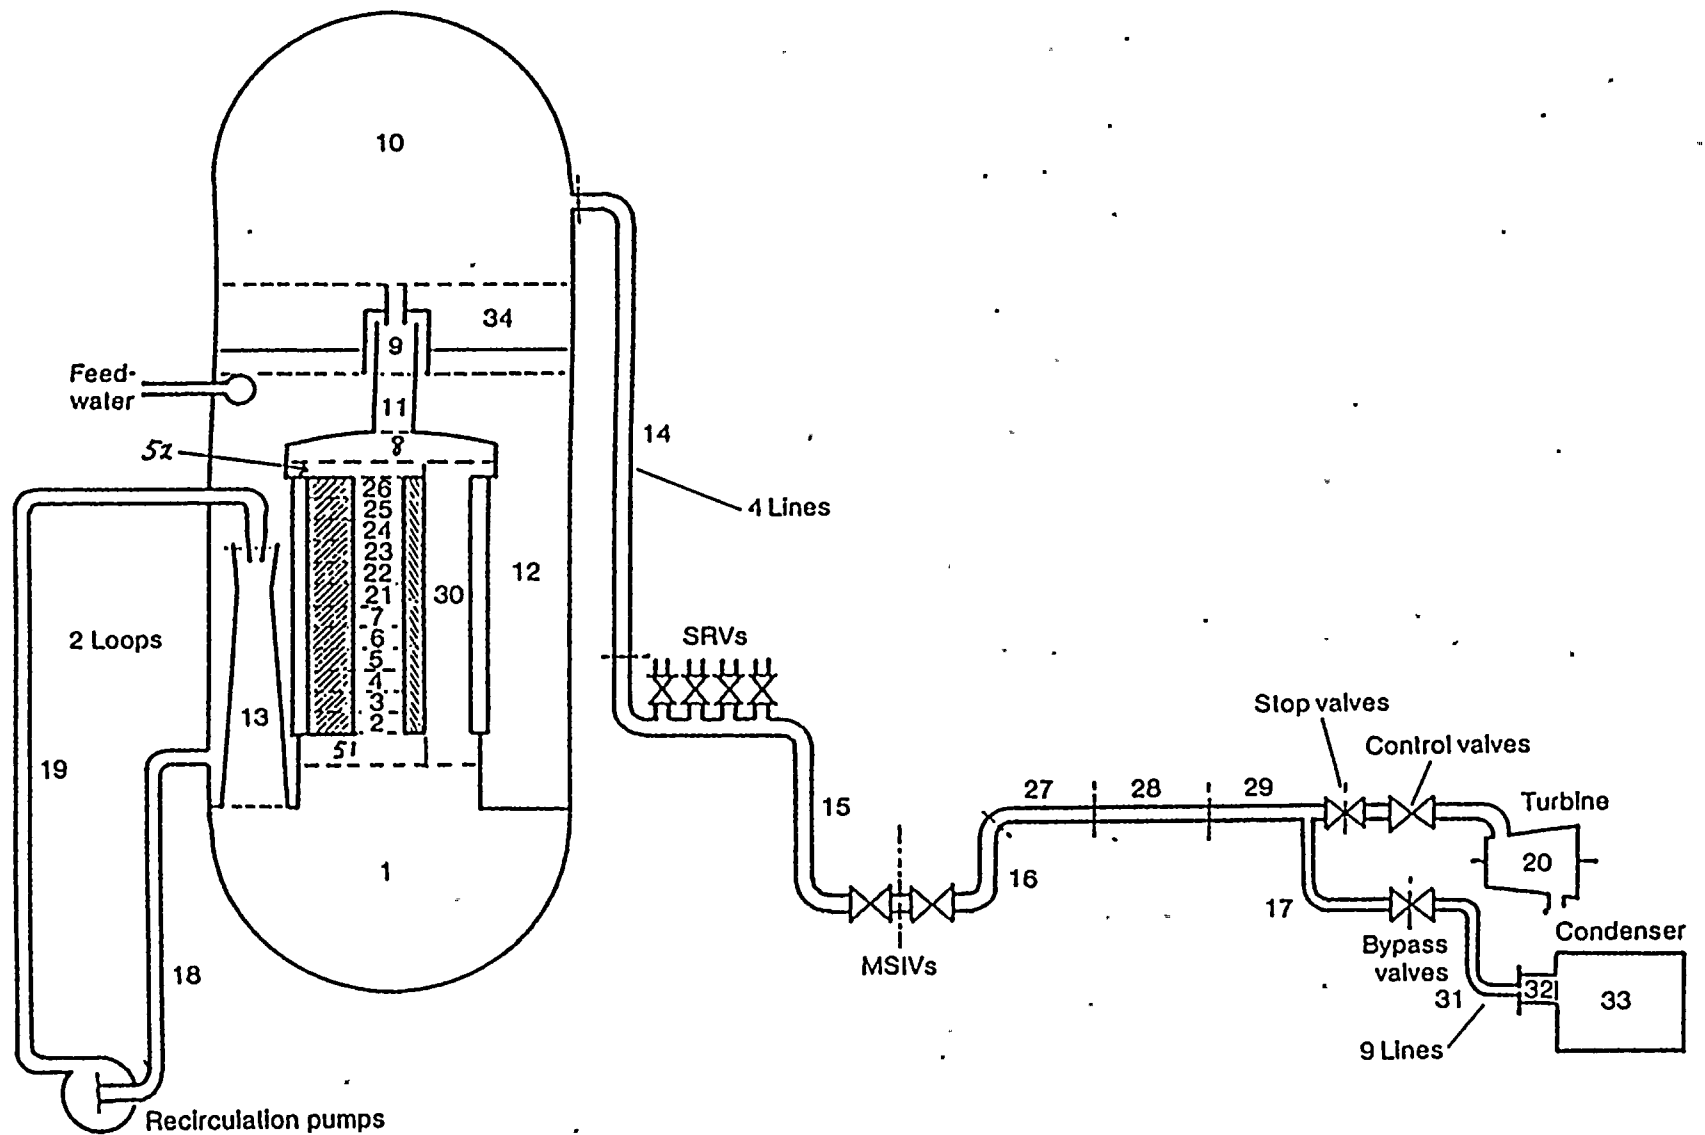 10
34
9
Feed-
water
11
14
8
52
4 Lines
26
25
24
23
22
21
7
6
5
4
3
2
30
12
2 Loops
SRVs
13
51
19
Stop valves
Control valves
27
28
29
15
Turbine
20
1
16
17
18
MSIVs
Bypass
valves
Condenser
31
32
33
9 Lines
Recirculation pumps